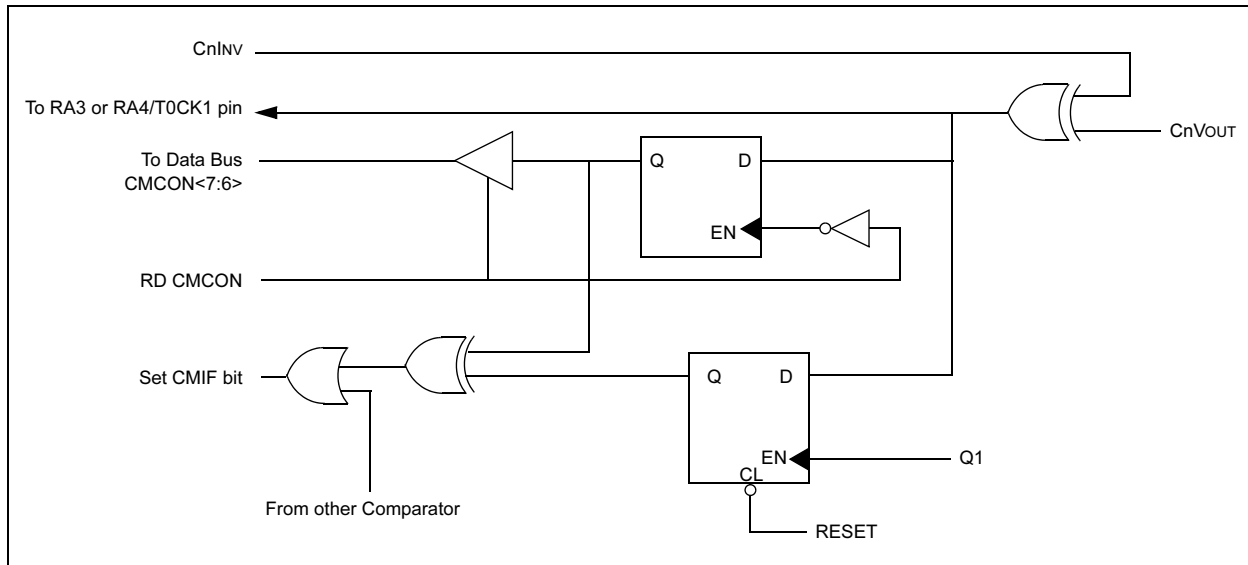 CnINV
To RA3 or RA4/T0CK1 pin
CnVOUT
To Data Bus
CMCON<7:6>
Q
D
EN
RD CMCON
Set CMIF bit
Q
D
EN
Q1
CL
From other Comparator
RESET